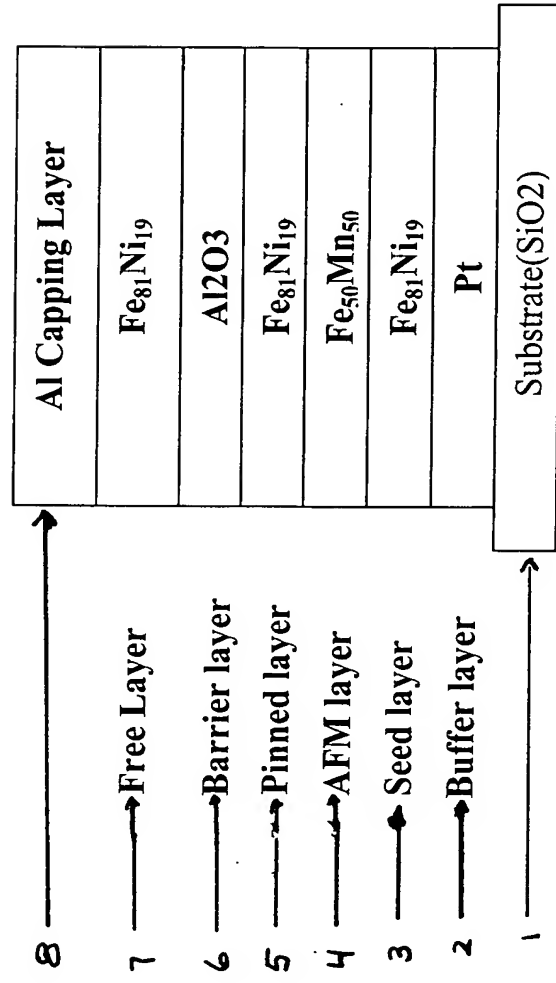 8 Al Capping Layer
7 Free Layer Fe₈₁Ni₁₉
6 Barrier layer Al2O3
5 Pinned layer Fe₈₁Ni₁₉
4 AFM layer Fe₅₀Mn₅₀
3 Seed layer Fe₈₁Ni₁₉
2 Buffer layer Pt
1 Substrate(SiO2)